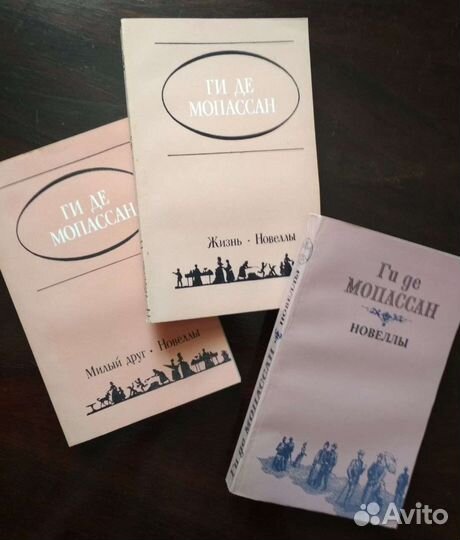 ГИ ДЕ
МОПАССАН
Жизнь · Новеллы
ГИ ДЕ
МОПАССАН
Милый друг · Новеллы
Ги де
МОПАССАН
НОВЕЛЛЫ
Ги де МОПАССАН НОВЕЛЛЫ
Avito